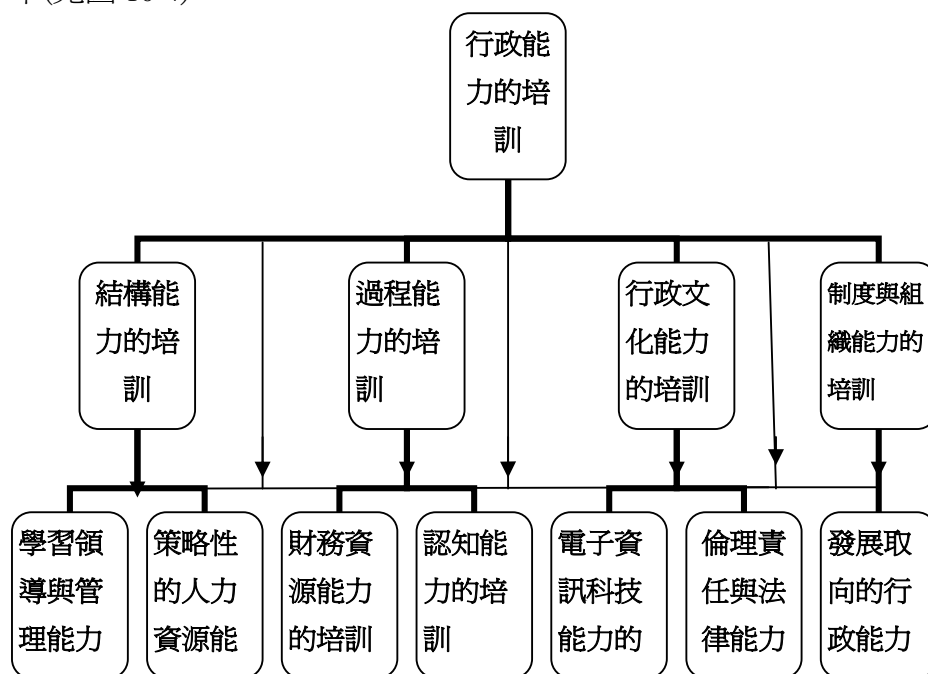 行政能
力的培
訓
結構能
力的培
訓
過程能
力的培
訓
行政文
化能力
的培訓
制度與組
織能力的
培訓
學習領
導與管
理能力
策略性
的人力
資源能
財務資
源能力
的培訓
認知能
力的培
訓
電子資
訊科技
能力的
倫理責
任與法
律能力
發展取
向的行
政能力